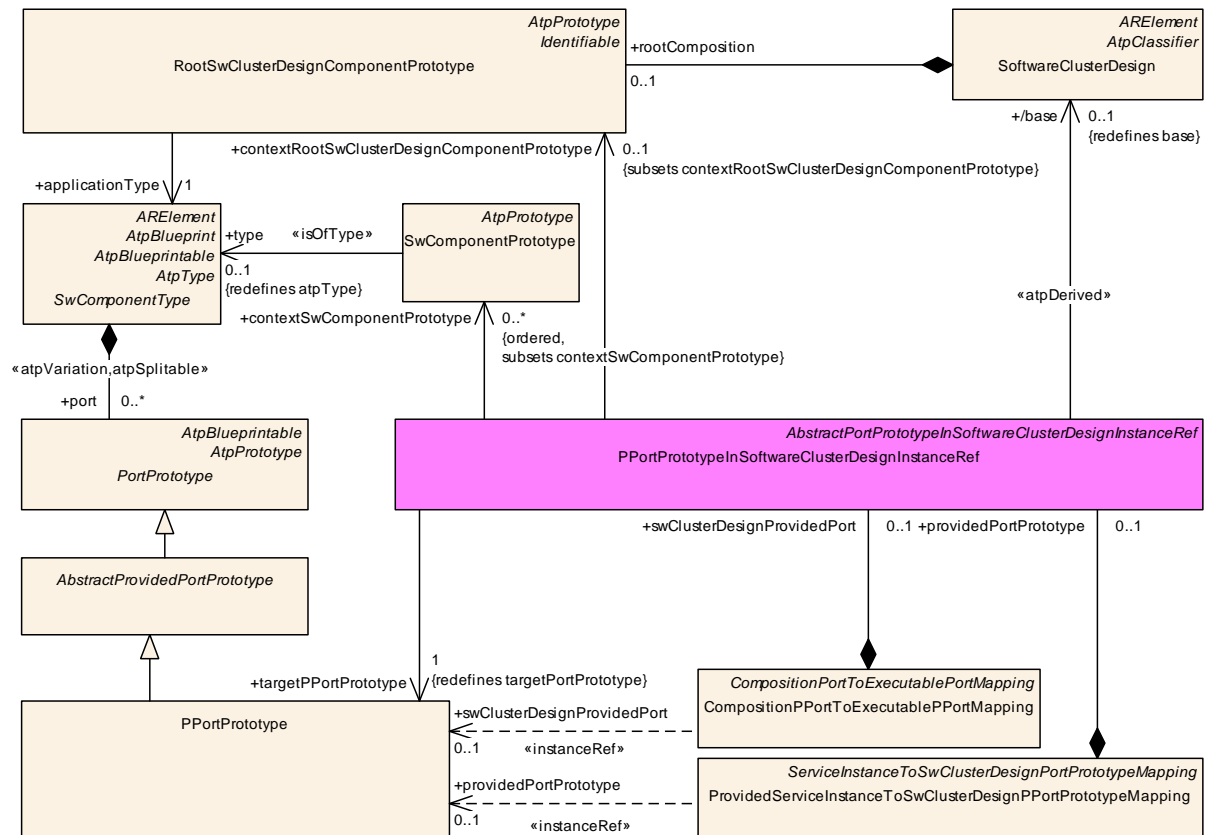 AtpPrototype
Identifiable
RootSwClusterDesignComponentPrototype
+rootComposition
0..1
ARElement
AtpClassifier
SoftwareClusterDesign
+/base
0..1
{redefines base}
+contextRootSwClusterDesignComponentPrototype
0..1
{subsets contextRootSwClusterDesignComponentPrototype}
+applicationType
1
ARElement
AtpBlueprint
AtpBlueprintable
AtpType
SwComponentType
+type
«isOfType»
0..1
{redefines atpType}
AtpPrototype
SwComponentPrototype
«atpDerived»
+contextSwComponentPrototype
0..*
{ordered,
subsets contextSwComponentPrototype}
«atpVariation,atpSplitable»
+port
0..*
AtpBlueprintable
AtpPrototype
PortPrototype
AbstractPortPrototypeInSoftwareClusterDesignInstanceRef
PPortPrototypeInSoftwareClusterDesignInstanceRef
+swClusterDesignProvidedPort
0..1
+providedPortPrototype
0..1
AbstractProvidedPortPrototype
+targetPPortPrototype
1
{redefines targetPortPrototype}
CompositionPortToExecutablePortMapping
CompositionPPortToExecutablePPortMapping
PPortPrototype
+swClusterDesignProvidedPort
0..1
«instanceRef»
ServiceInstanceToSwClusterDesignPortPrototypeMapping
ProvidedServiceInstanceToSwClusterDesignPPortPrototypeMapping
+providedPortPrototype
0..1
«instanceRef»